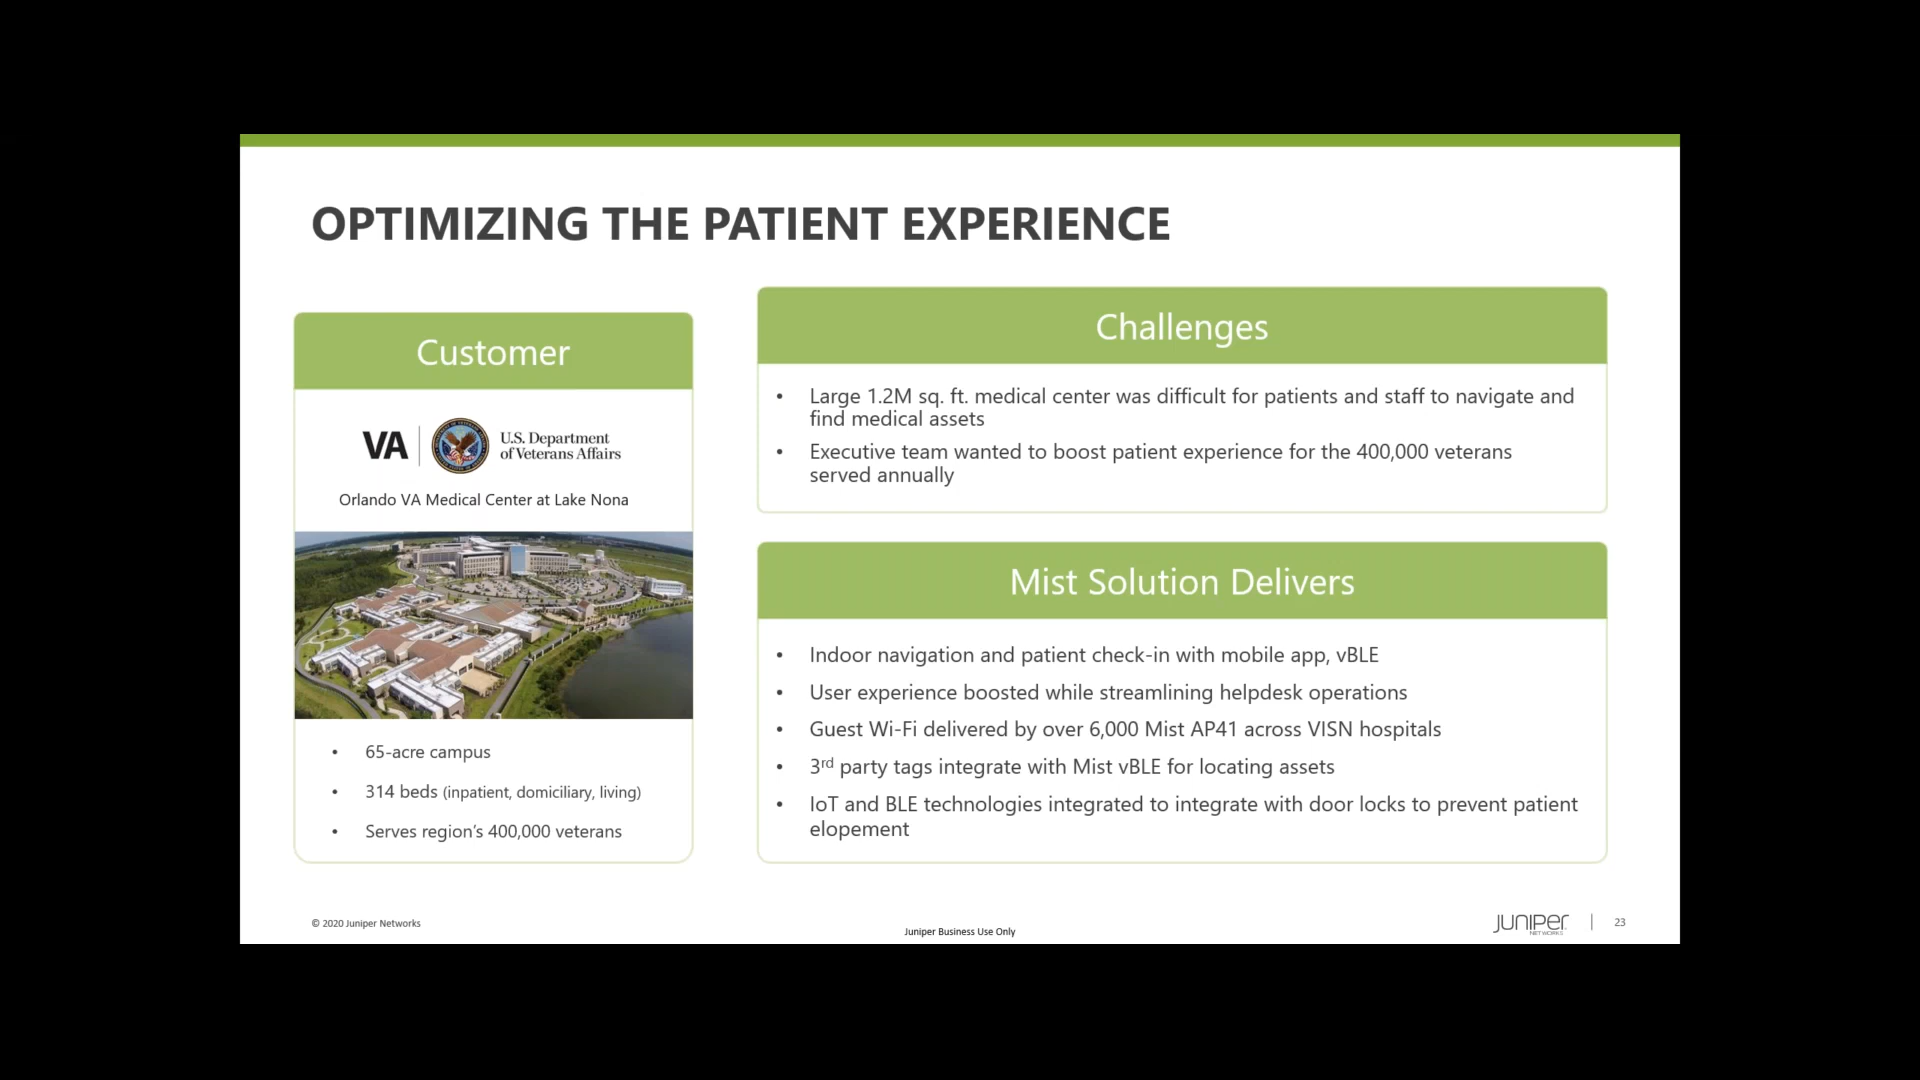 OPTIMIZING THE PATIENT EXPERIENCE
Customer
VA
U.S. Department
of Veterans Affairs
Orlando VA Medical Center at Lake Nona
• 65-acre campus
• 314 beds (inpatient, domiciliary, living)
• Serves region's 400,000 veterans
Challenges
• Large 1.2M sq. ft. medical center was difficult for patients and staff to navigate and
find medical assets
• Executive team wanted to boost patient experience for the 400,000 veterans
served annually
Mist Solution Delivers
• Indoor navigation and patient check-in with mobile app, vBLE
• User experience boosted while streamlining helpdesk operations
• Guest Wi-Fi delivered by over 6,000 Mist AP41 across VISN hospitals
• 3rd party tags integrate with Mist vBLE for locating assets
• IoT and BLE technologies integrated to integrate with door locks to prevent patient
elopement
© 2020 Juniper Networks
Juniper Business Use Only
JUNIPER
NETWORKS
23